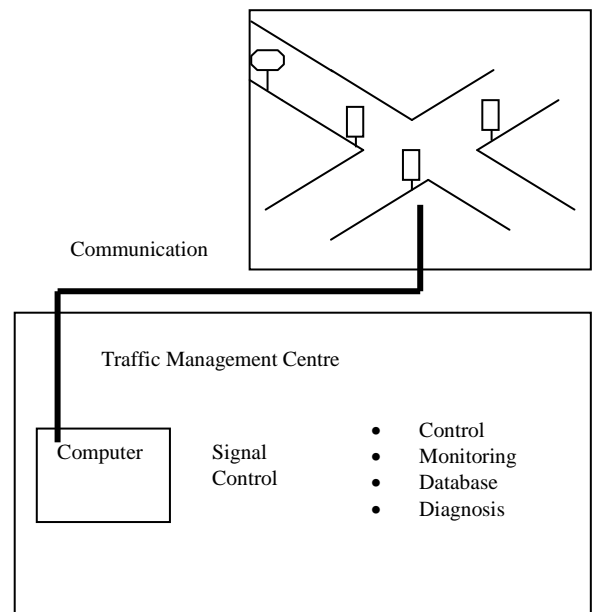 Communication
Traffic Management Centre
Computer
Signal
Control
• Control
• Monitoring
• Database
• Diagnosis